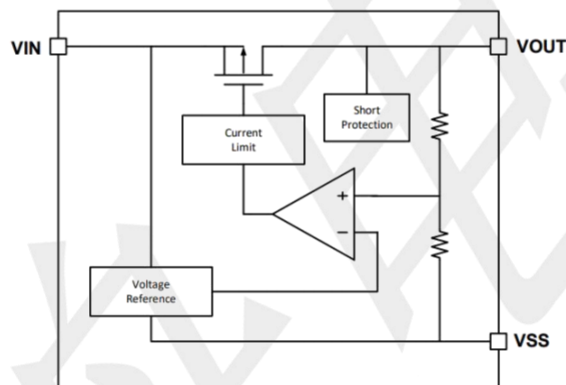 VIN
VOUT
Short
Protection
Current
Limit
+
−
Voltage
Reference
VSS